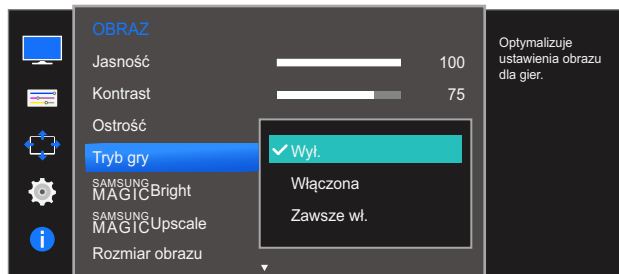 OBRAZ
Jasność 100
Kontrast 75
Ostrość
Tryb gry
SAMSUNG MAGIC Bright
SAMSUNG MAGIC Upscale
Rozmiar obrazu
Wył.
Włączona
Zawsze wł.
Optymalizuje
ustawienia obrazu
dla gier.